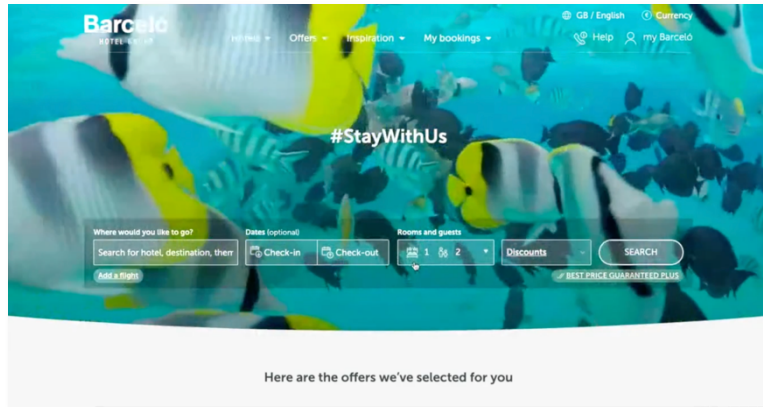 Barceló
GB / English
Currency
Offers
Inspiration
My bookings
Help
my Barceló
#StayWithUs
Where would you like to go?
Dates (optional)
Rooms and guests
Search for hotel, destination, them
Check-in
Check-out
1
2
Discounts
SEARCH
Add a flight
BEST PRICE GUARANTEED PLUS
Here are the offers we've selected for you